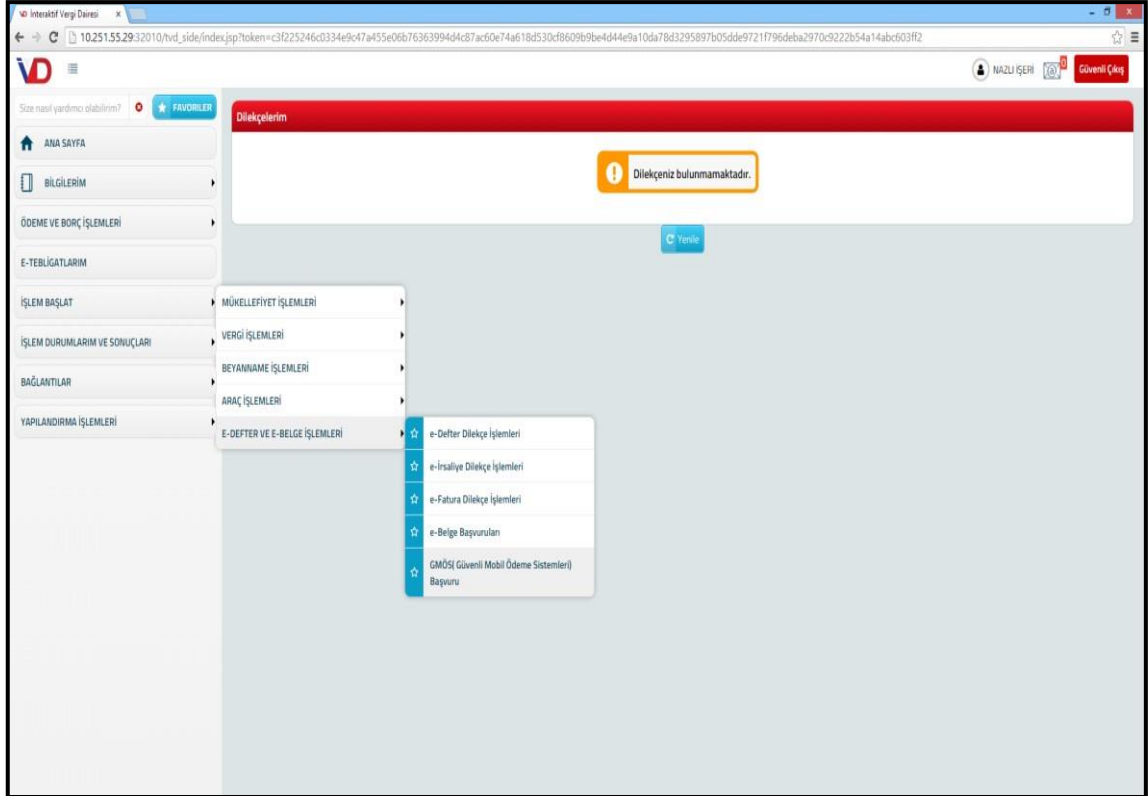 İnteraktif Vergi Dairesi
10.251.55.29:32010/tvd_side/index.jsp?token=c3f225246c0334e9c47a455e06b76363994d4c87ac60e74a618d530cf8609b9be4d44e9a10da78d3295897b05dde9721f796deba2970c9222b54a14abc603ff2
VD
NAZLI İŞERİ
0
Güvenli Çıkış
Size nasıl yardımcı olabilirim?
FAVORİLER
Dilekçelerim
ANA SAYFA
Dilekçeniz bulunmamaktadır.
BİLGİLERİM
ÖDEME VE BORÇ İŞLEMLERİ
Yenile
E-TEBLİGATLARIM
İŞLEM BAŞLAT
MÜKELLEFİYET İŞLEMLERİ
VERGİ İŞLEMLERİ
İŞLEM DURUMLARIM VE SONUÇLARI
BEYANNAME İŞLEMLERİ
BAĞLANTILAR
ARAÇ İŞLEMLERİ
YAPILANDIRMA İŞLEMLERİ
E-DEFTER VE E-BELGE İŞLEMLERİ
e-Defter Dilekçe İşlemleri
e-İrsaliye Dilekçe İşlemleri
e-Fatura Dilekçe İşlemleri
e-Belge Başvuruları
GMÖS( Güvenli Mobil Ödeme Sistemleri)
Başvuru